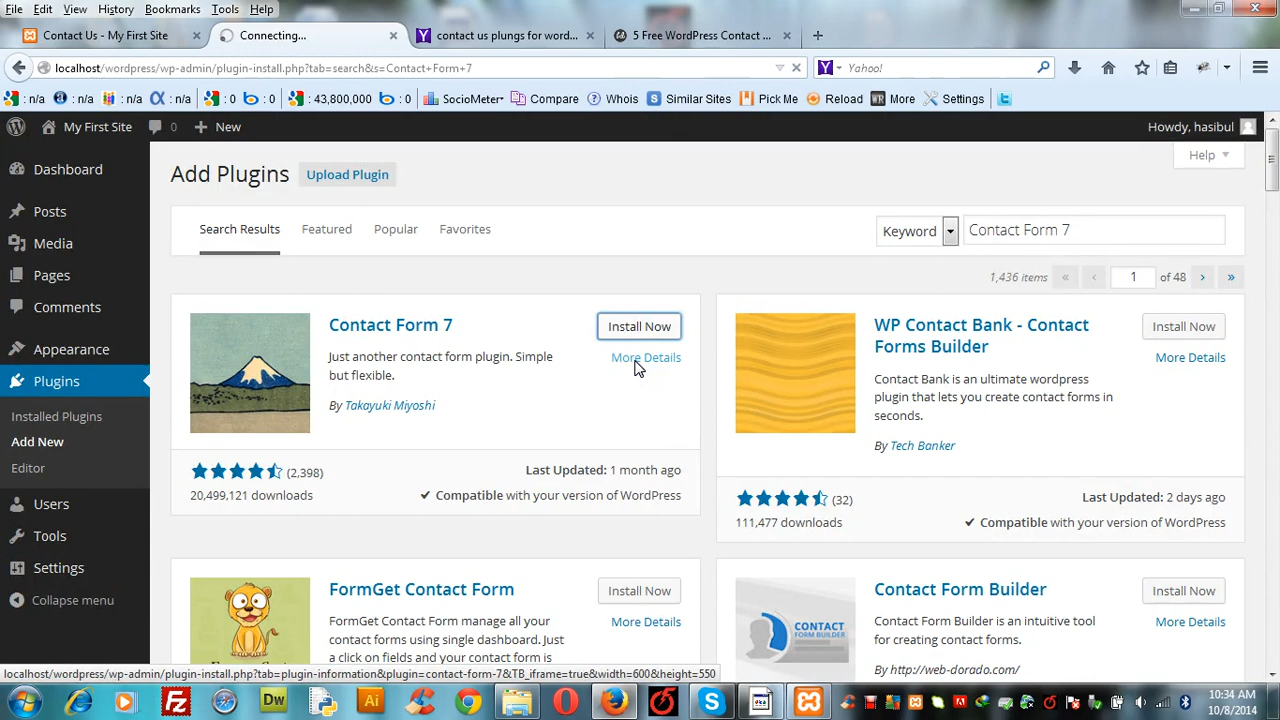 File Edit View History Bookmarks Tools Help
Contact Us - My First Site × Connecting... × contact us plungs for word... × 5 Free WordPress Contact ... × +
localhost/wordpress/wp-admin/plugin-install.php?tab=search&s=Contact+Form+7 Yahoo!
: n/a : n/a : n/a : n/a : 0 : 0 : 43,800,000 : 0 SocioMeter Compare Whois Similar Sites Pick Me Reload More Settings
My First Site 0 + New Howdy, hasibul
Help
Dashboard
Posts
Media
Pages
Comments
Appearance
Plugins
Installed Plugins
Add New
Editor
Users
Tools
Settings
Collapse menu
Add Plugins Upload Plugin
Search Results Featured Popular Favorites Keyword Contact Form 7
1,436 items « ‹ 1 of 48 › »
Contact Form 7 Install Now
More Details
Just another contact form plugin. Simple
but flexible.
By Takayuki Miyoshi
(2,398) Last Updated: 1 month ago
20,499,121 downloads ✔ Compatible with your version of WordPress
WP Contact Bank - Contact
Forms Builder
Install Now
More Details
Contact Bank is an ultimate wordpress
plugin that lets you create contact forms in
seconds.
By Tech Banker
(32) Last Updated: 2 days ago
111,477 downloads ✔ Compatible with your version of WordPress
FormGet Contact Form Install Now
More Details
FormGet Contact Form manage all your
contact forms using single dashboard. Just
a click on fields and your contact form is
Contact Form Builder Install Now
More Details
CONTACT
FORM BUILDER
Contact Form Builder is an intuitive tool
for creating contact forms.
By http://web-dorado.com/
localhost/wordpress/wp-admin/plugin-install.php?tab=plugin-information&plugin=contact-form-7&TB_iframe=true&width=600&height=550
10:34 AM
10/8/2014